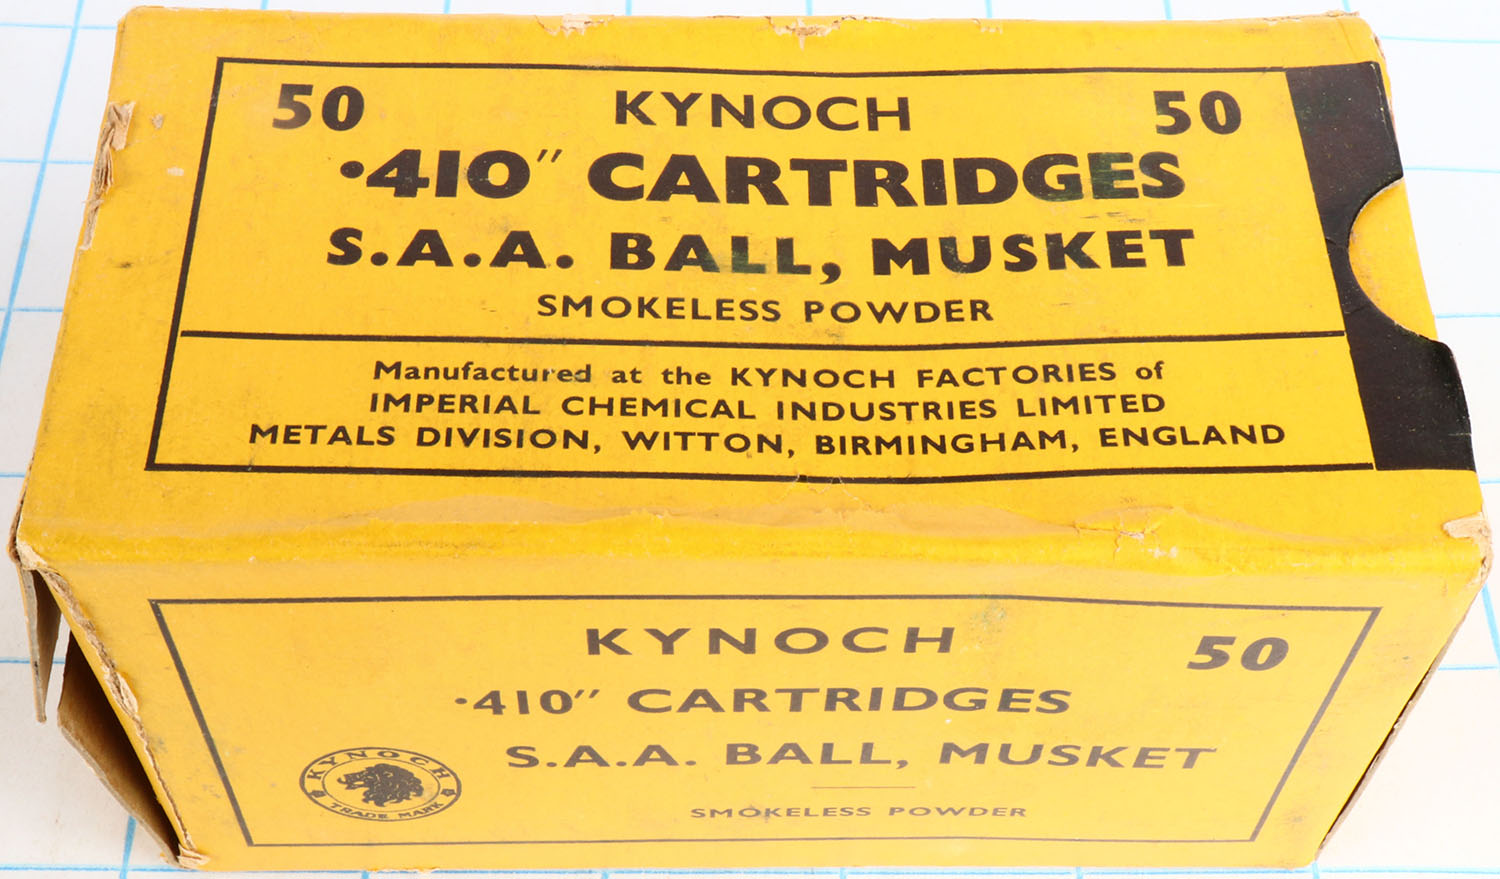 50 KYNOCH 50
·410" CARTRIDGES
S.A.A. BALL, MUSKET
SMOKELESS POWDER
Manufactured at the KYNOCH FACTORIES of
IMPERIAL CHEMICAL INDUSTRIES LIMITED
METALS DIVISION, WITTON, BIRMINGHAM, ENGLAND
KYNOCH 50
·410" CARTRIDGES
S.A.A. BALL, MUSKET
SMOKELESS POWDER
KYNOCH
TRADE MARK